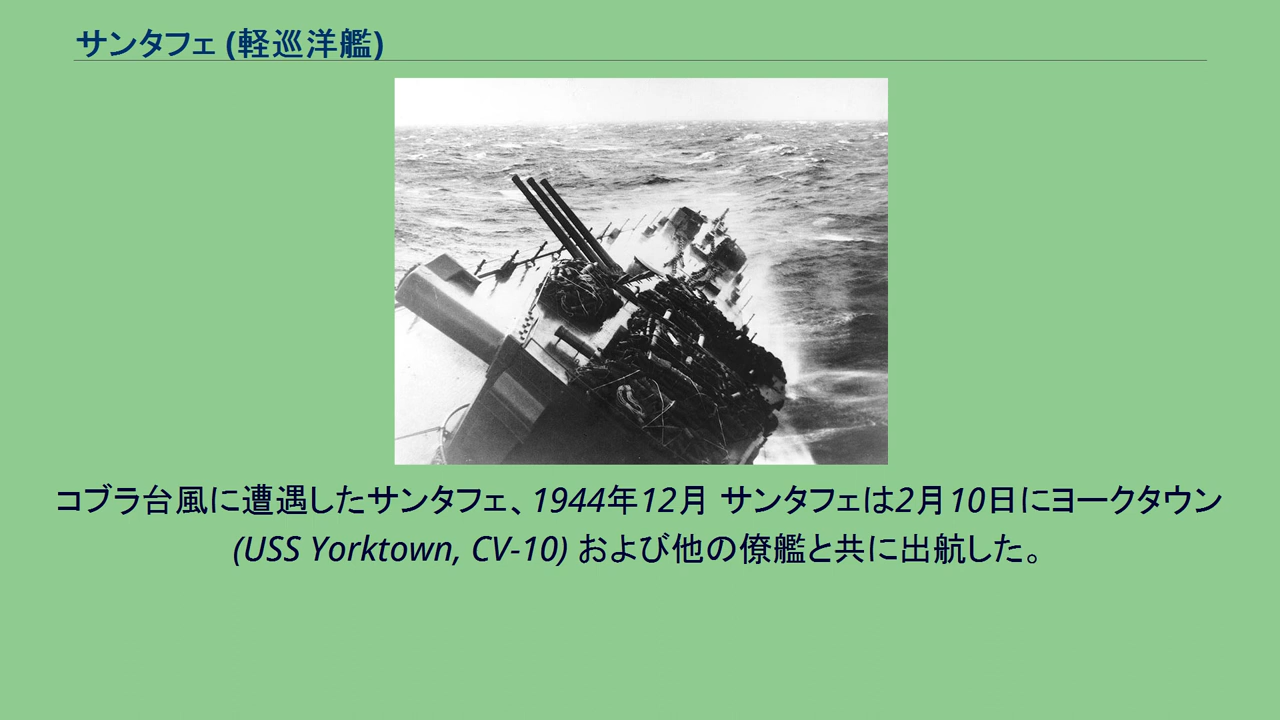 サンタフェ (軽巡洋艦)
コブラ台風に遭遇したサンタフェ、1944年12月 サンタフェは2月10日にヨークタウン
(USS Yorktown, CV-10) および他の僚艦と共に出航した。